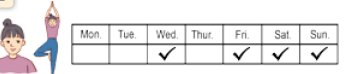 Mon. Tue. Wed. Thur. Fri. Sat. Sun.
✓ ✓ ✓ ✓